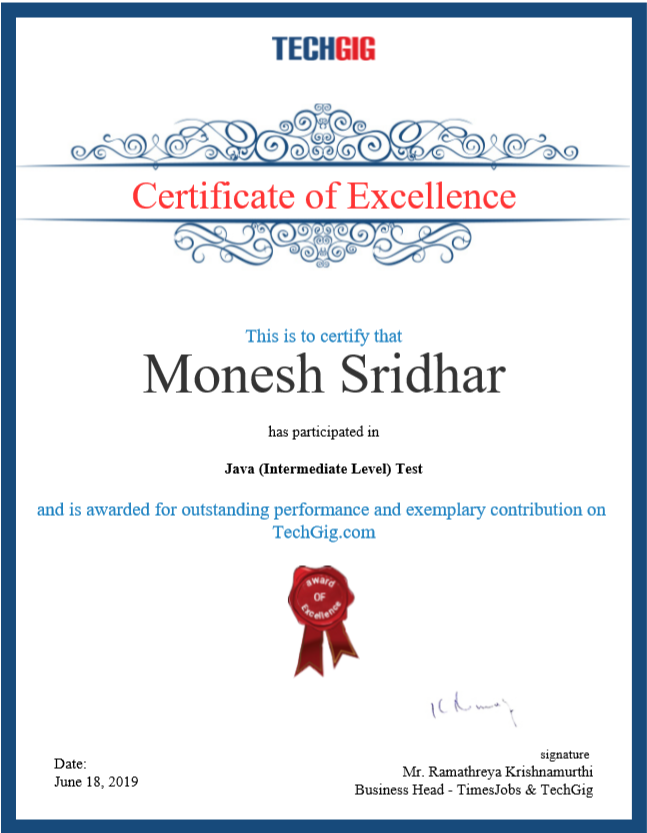 TECHGIG
Certificate of Excellence
This is to certify that
Monesh Sridhar
has participated in
Java (Intermediate Level) Test
and is awarded for outstanding performance and exemplary contribution on
TechGig.com
award
OF
Excellence
signature
Date:
June 18, 2019
Mr. Ramathreya Krishnamurthi
Business Head - TimesJobs & TechGig